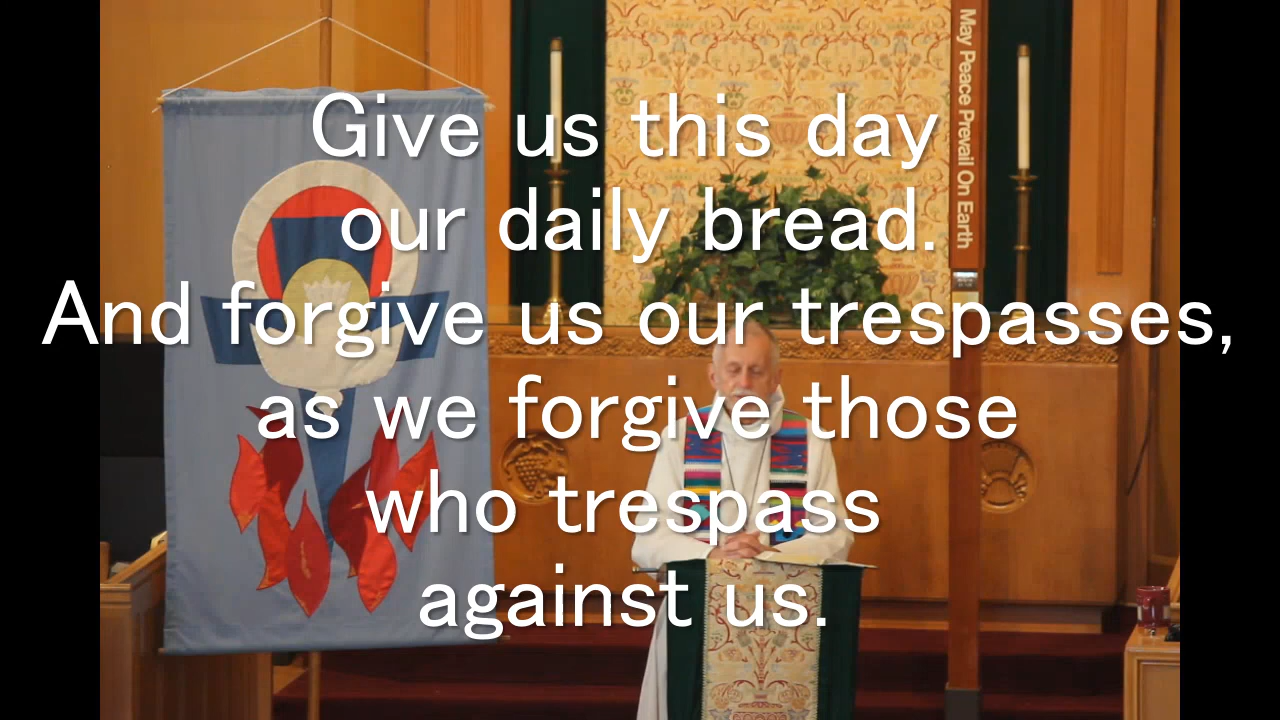 Give us this day
our daily bread.
And forgive us our trespasses,
as we forgive those
who trespass
against us.
May Peace Prevail On Earth